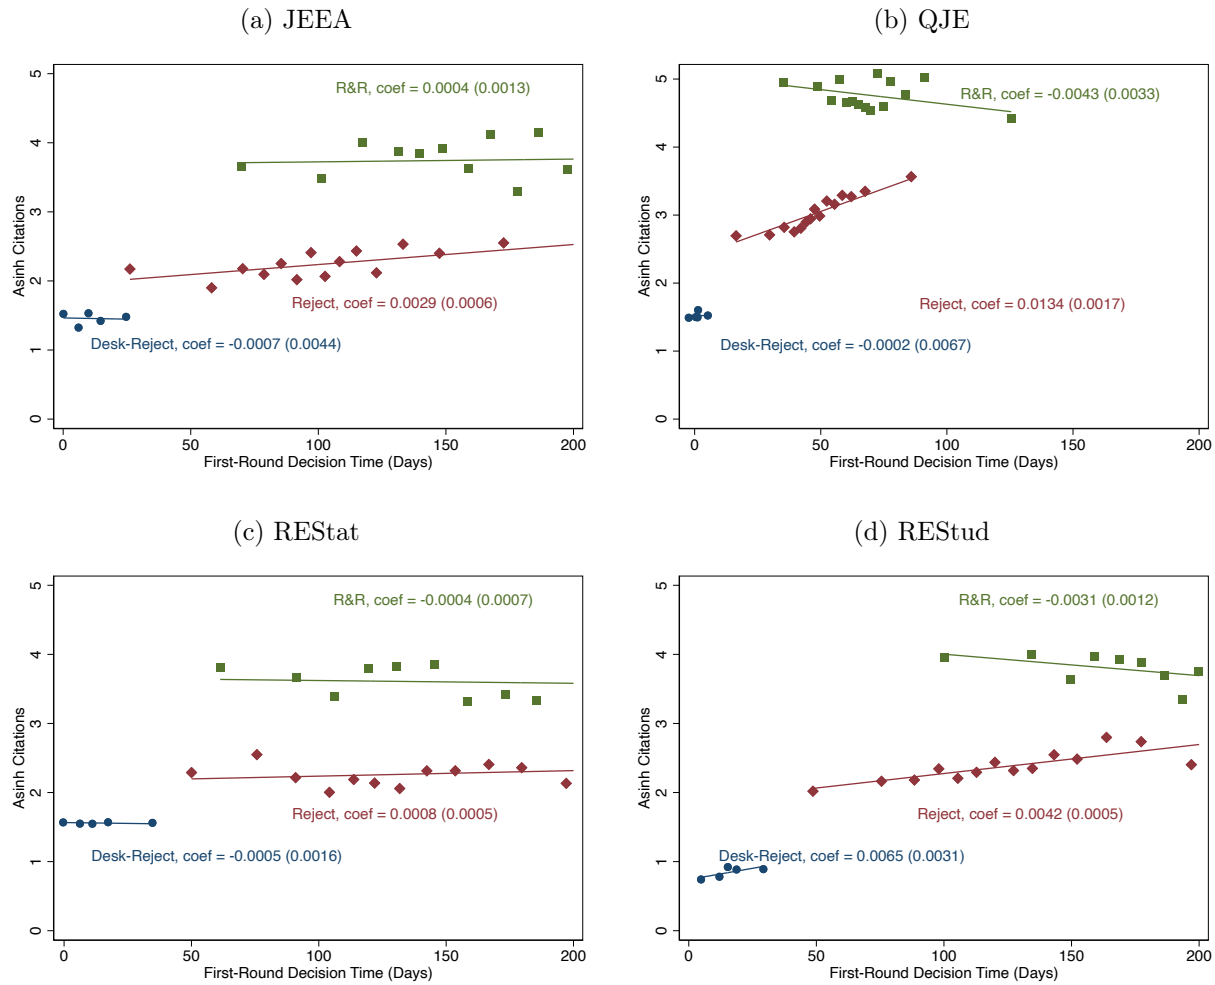 (a) JEEA
R&R, coef = 0.0004 (0.0013)
Reject, coef = 0.0029 (0.0006)
Desk-Reject, coef = -0.0007 (0.0044)
Asinh Citations
0 1 2 3 4 5
0 50 100 150 200
First-Round Decision Time (Days)
(b) QJE
R&R, coef = -0.0043 (0.0033)
Reject, coef = 0.0134 (0.0017)
Desk-Reject, coef = -0.0002 (0.0067)
Asinh Citations
0 1 2 3 4 5
0 50 100 150 200
First-Round Decision Time (Days)
(c) REStat
R&R, coef = -0.0004 (0.0007)
Reject, coef = 0.0008 (0.0005)
Desk-Reject, coef = -0.0005 (0.0016)
Asinh Citations
0 1 2 3 4 5
0 50 100 150 200
First-Round Decision Time (Days)
(d) REStud
R&R, coef = -0.0031 (0.0012)
Reject, coef = 0.0042 (0.0005)
Desk-Reject, coef = 0.0065 (0.0031)
Asinh Citations
0 1 2 3 4 5
0 50 100 150 200
First-Round Decision Time (Days)